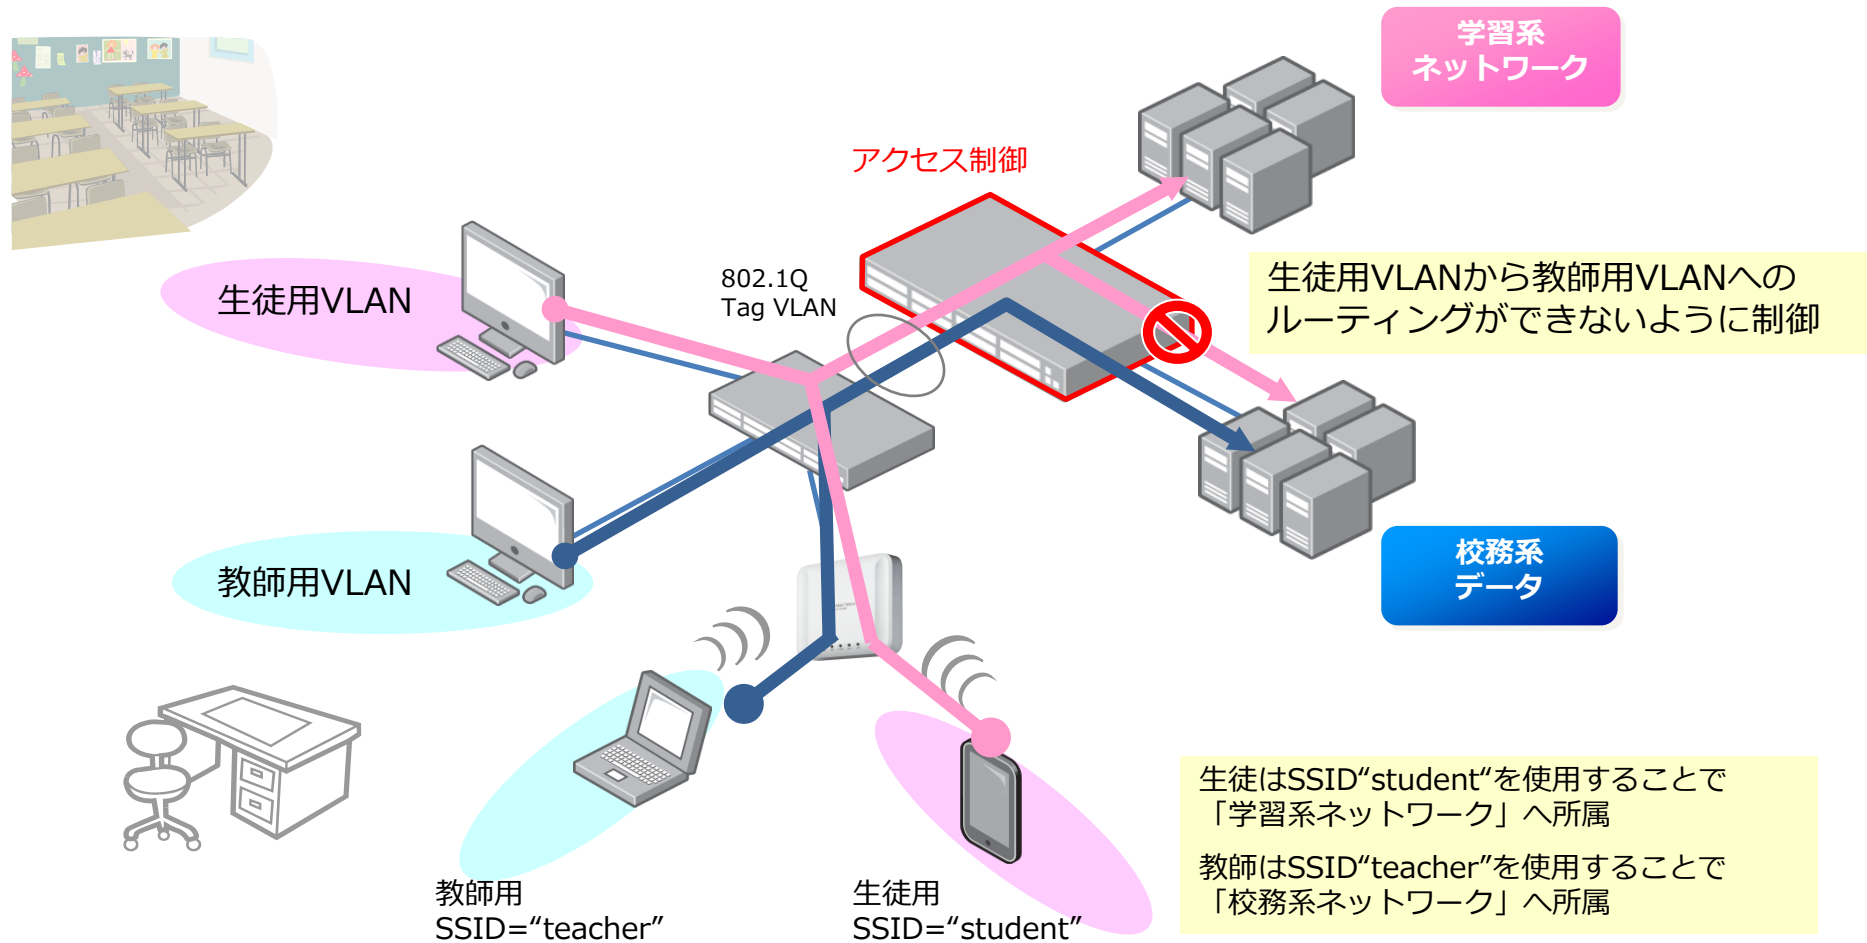 学習系
ネットワーク
アクセス制御
802.1Q
Tag VLAN
生徒用VLANから教師用VLANへの
ルーティングができないように制御
生徒用VLAN
教師用VLAN
校務系
データ
生徒はSSID“student“を使用することで
「学習系ネットワーク」へ所属
教師はSSID“teacher”を使用することで
「校務系ネットワーク」へ所属
教師用
SSID=“teacher”
生徒用
SSID=“student”